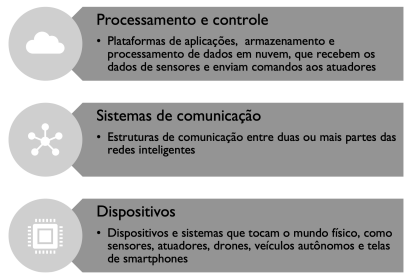 Processamento e controle
• Plataformas de aplicações, armazenamento e
processamento de dados em nuvem, que recebem os
dados de sensores e enviam comandos aos atuadores
Sistemas de comunicação
• Estruturas de comunicação entre duas ou mais partes das
redes inteligentes
Dispositivos
• Dispositivos e sistemas que tocam o mundo físico, como
sensores, atuadores, drones, veículos autônomos e telas
de smartphones